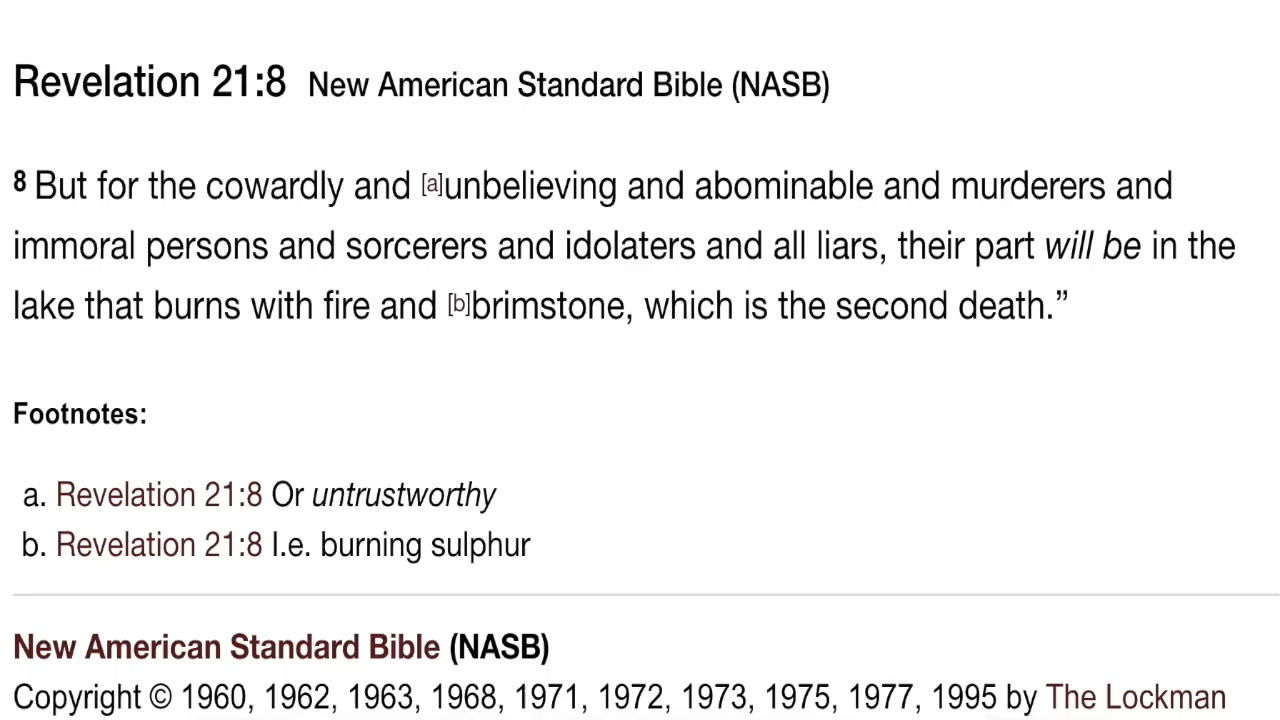 Revelation 21:8 New American Standard Bible (NASB)
8 But for the cowardly and [a]unbelieving and abominable and murderers and
immoral persons and sorcerers and idolaters and all liars, their part will be in the
lake that burns with fire and [b]brimstone, which is the second death.”
Footnotes:
a. Revelation 21:8 Or untrustworthy
b. Revelation 21:8 I.e. burning sulphur
New American Standard Bible (NASB)
Copyright © 1960, 1962, 1963, 1968, 1971, 1972, 1973, 1975, 1977, 1995 by The Lockman